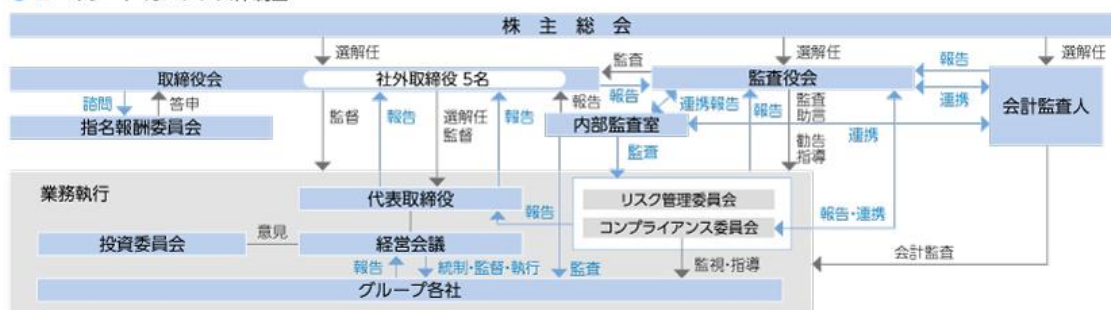 株主総会
選解任
選解任
選解任
取締役会
社外取締役 5名
監査
監査役会
報告
会計監査人
報告
連携
諮問
答申
指名報酬委員会
監督
報告
選解任
監督
報告
報告
連携報告
報告
監査
助言
内部監査室
連携
監査
勧告
指導
業務執行
代表取締役
リスク管理委員会
コンプライアンス委員会
報告
報告・連携
投資委員会
意見
経営会議
報告
統制・監督・執行
監査
監視・指導
会計監査
グループ各社